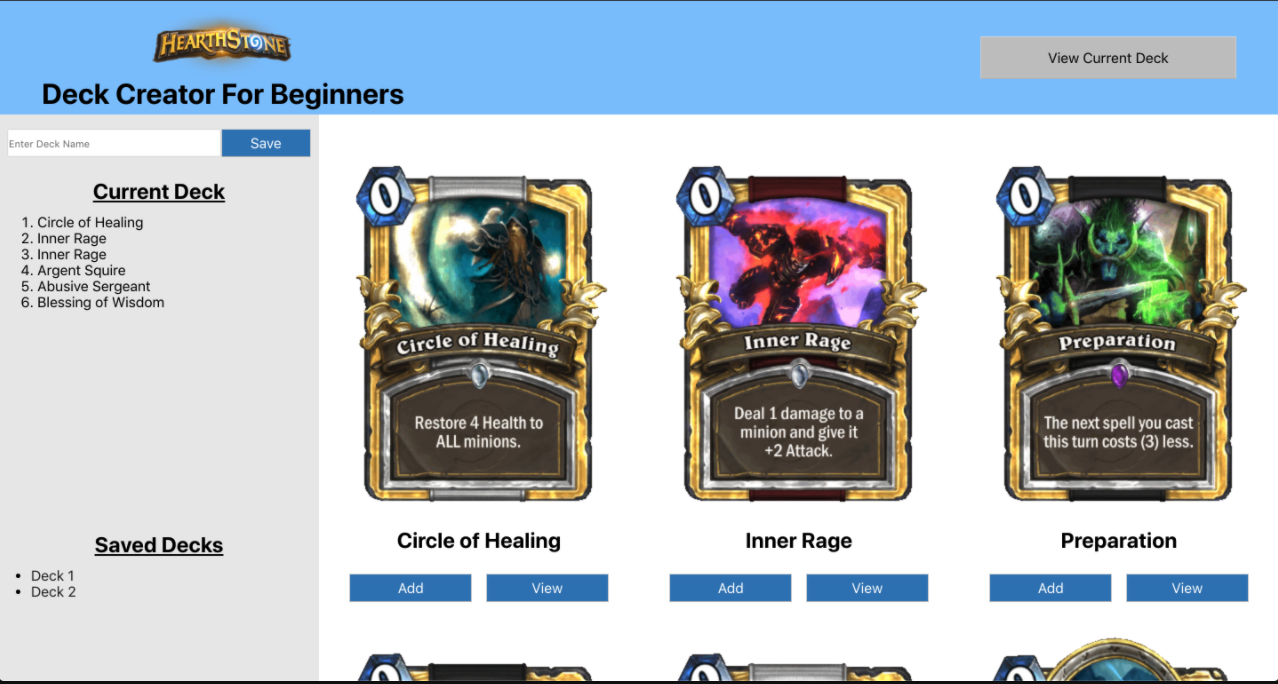 HEARTHSTONE
Deck Creator For Beginners
View Current Deck
Enter Deck Name
Save
Current Deck
1. Circle of Healing
2. Inner Rage
3. Inner Rage
4. Argent Squire
5. Abusive Sergeant
6. Blessing of Wisdom
Saved Decks
• Deck 1
• Deck 2
0
Circle of Healing
Restore 4 Health to
ALL minions.
Circle of Healing
Add
View
0
Inner Rage
Deal 1 damage to a
minion and give it
+2 Attack.
Inner Rage
Add
View
0
Preparation
The next spell you cast
this turn costs (3) less.
Preparation
Add
View
0
0
0